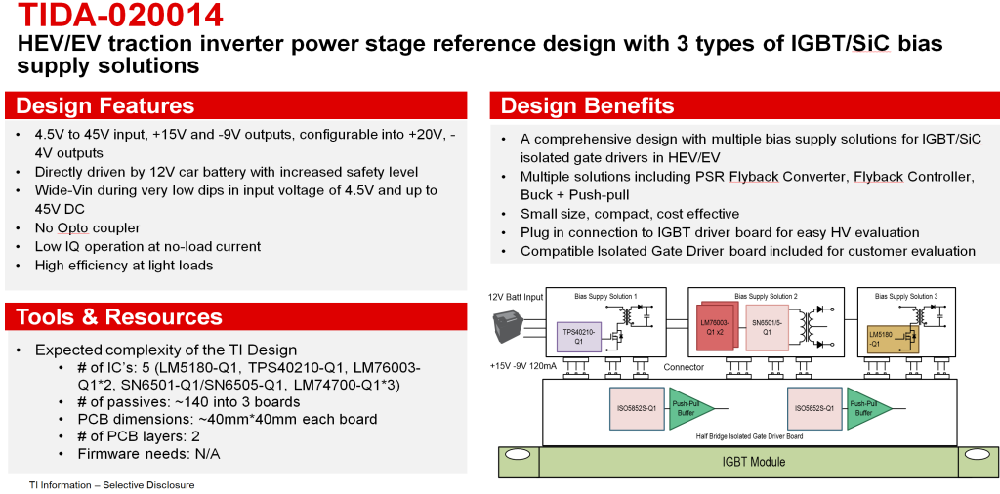 TIDA-020014
HEV/EV traction inverter power stage reference design with 3 types of IGBT/SiC bias
supply solutions
Design Features
• 4.5V to 45V input, +15V and -9V outputs, configurable into +20V, -
4V outputs
• Directly driven by 12V car battery with increased safety level
• Wide-Vin during very low dips in input voltage of 4.5V and up to
45V DC
• No Opto coupler
• Low IQ operation at no-load current
• High efficiency at light loads
Tools & Resources
• Expected complexity of the TI Design
• # of IC's: 5 (LM5180-Q1, TPS40210-Q1, LM76003-
Q1*2, SN6501-Q1/SN6505-Q1, LM74700-Q1*3)
• # of passives: ~140 into 3 boards
• PCB dimensions: ~40mm*40mm each board
• # of PCB layers: 2
• Firmware needs: N/A
TI Information – Selective Disclosure
Design Benefits
• A comprehensive design with multiple bias supply solutions for IGBT/SiC
isolated gate drivers in HEV/EV
• Multiple solutions including PSR Flyback Converter, Flyback Controller,
Buck + Push-pull
• Small size, compact, cost effective
• Plug in connection to IGBT driver board for easy HV evaluation
• Compatible Isolated Gate Driver board included for customer evaluation
12V Batt Input
Bias Supply Solution 1
Bias Supply Solution 2
Bias Supply Solution 3
TPS40210-
Q1
LM76003-
Q1 x2
SN6501/5-
Q1
LM5180
-Q1
+15V -9V 120mA
Connector
ISO5852S-Q1
Push-Pull
Buffer
ISO5852S-Q1
Push-Pull
Buffer
Half Bridge Isolated Gate Driver Board
IGBT Module